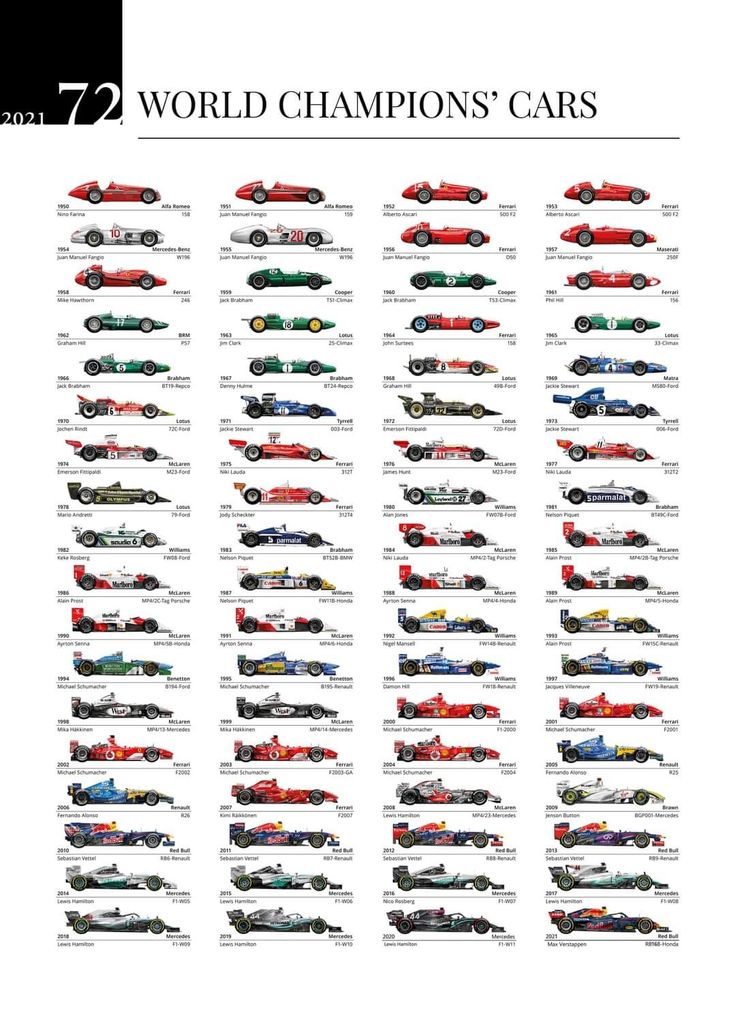 2021 72 WORLD CHAMPIONS’ CARS
1950 Alfa Romeo
Nino Farina 158
1951 Alfa Romeo
Juan Manuel Fangio 159
1952 Ferrari
Alberto Ascari 500 F2
1953 Ferrari
Alberto Ascari 500 F2
1954 Mercedes-Benz
Juan Manuel Fangio W196
1955 Mercedes-Benz
Juan Manuel Fangio W196
1956 Ferrari
Juan Manuel Fangio D50
1957 Maserati
Juan Manuel Fangio 250F
1958 Ferrari
Mike Hawthorn 246
1959 Cooper
Jack Brabham T51-Climax
1960 Cooper
Jack Brabham T53-Climax
1961 Ferrari
Phil Hill 156
1962 BRM
Graham Hill P57
1963 Lotus
Jim Clark 25-Climax
1964 Ferrari
John Surtees 158
1965 Lotus
Jim Clark 33-Climax
1966 Brabham
Jack Brabham BT19-Repco
1967 Brabham
Denny Hulme BT24-Repco
1968 Lotus
Graham Hill 49B-Ford
1969 Matra
Jackie Stewart MS80-Ford
1970 Lotus
Jochen Rindt 72C-Ford
1971 Tyrrell
Jackie Stewart 003-Ford
1972 Lotus
Emerson Fittipaldi 72D-Ford
1973 Tyrrell
Jackie Stewart 006-Ford
1974 McLaren
Emerson Fittipaldi M23-Ford
1975 Ferrari
Niki Lauda 312T
1976 McLaren
James Hunt M23-Ford
1977 Ferrari
Niki Lauda 312T2
1978 Lotus
Mario Andretti 79-Ford
1979 Ferrari
Jody Scheckter 312T4
1980 Williams
Alan Jones FW07B-Ford
1981 Brabham
Nelson Piquet BT49C-Ford
1982 Williams
Keke Rosberg FW08-Ford
1983 Brabham
Nelson Piquet BT52B-BMW
1984 McLaren
Niki Lauda MP4/2-Tag Porsche
1985 McLaren
Alain Prost MP4/2B-Tag Porsche
1986 McLaren
Alain Prost MP4/2C-Tag Porsche
1987 Williams
Nelson Piquet FW11B-Honda
1988 McLaren
Ayrton Senna MP4/4-Honda
1989 McLaren
Alain Prost MP4/5-Honda
1990 McLaren
Ayrton Senna MP4/5B-Honda
1991 McLaren
Ayrton Senna MP4/6-Honda
1992 Williams
Nigel Mansell FW14B-Renault
1993 Williams
Alain Prost FW15C-Renault
1994 Benetton
Michael Schumacher B194-Ford
1995 Benetton
Michael Schumacher B195-Renault
1996 Williams
Damon Hill FW18-Renault
1997 Williams
Jacques Villeneuve FW19-Renault
1998 McLaren
Mika Häkkinen MP4/13-Mercedes
1999 McLaren
Mika Häkkinen MP4/14-Mercedes
2000 Ferrari
Michael Schumacher F1-2000
2001 Ferrari
Michael Schumacher F2001
2002 Ferrari
Michael Schumacher F2002
2003 Ferrari
Michael Schumacher F2003-GA
2004 Ferrari
Michael Schumacher F2004
2005 Renault
Fernando Alonso R25
2006 Renault
Fernando Alonso R26
2007 Ferrari
Kimi Räikkönen F2007
2008 McLaren
Lewis Hamilton MP4/23-Mercedes
2009 Brawn
Jenson Button BGP001-Mercedes
2010 Red Bull
Sebastian Vettel RB6-Renault
2011 Red Bull
Sebastian Vettel RB7-Renault
2012 Red Bull
Sebastian Vettel RB8-Renault
2013 Red Bull
Sebastian Vettel RB9-Renault
2014 Mercedes
Lewis Hamilton F1-W05
2015 Mercedes
Lewis Hamilton F1-W06
2016 Mercedes
Nico Rosberg F1-W07
2017 Mercedes
Lewis Hamilton F1-W08
2018 Mercedes
Lewis Hamilton F1-W09
2019 Mercedes
Lewis Hamilton F1-W10
2020 Mercedes
Lewis Hamilton F1-W11
2021 Red Bull
Max Verstappen RB16B-Honda